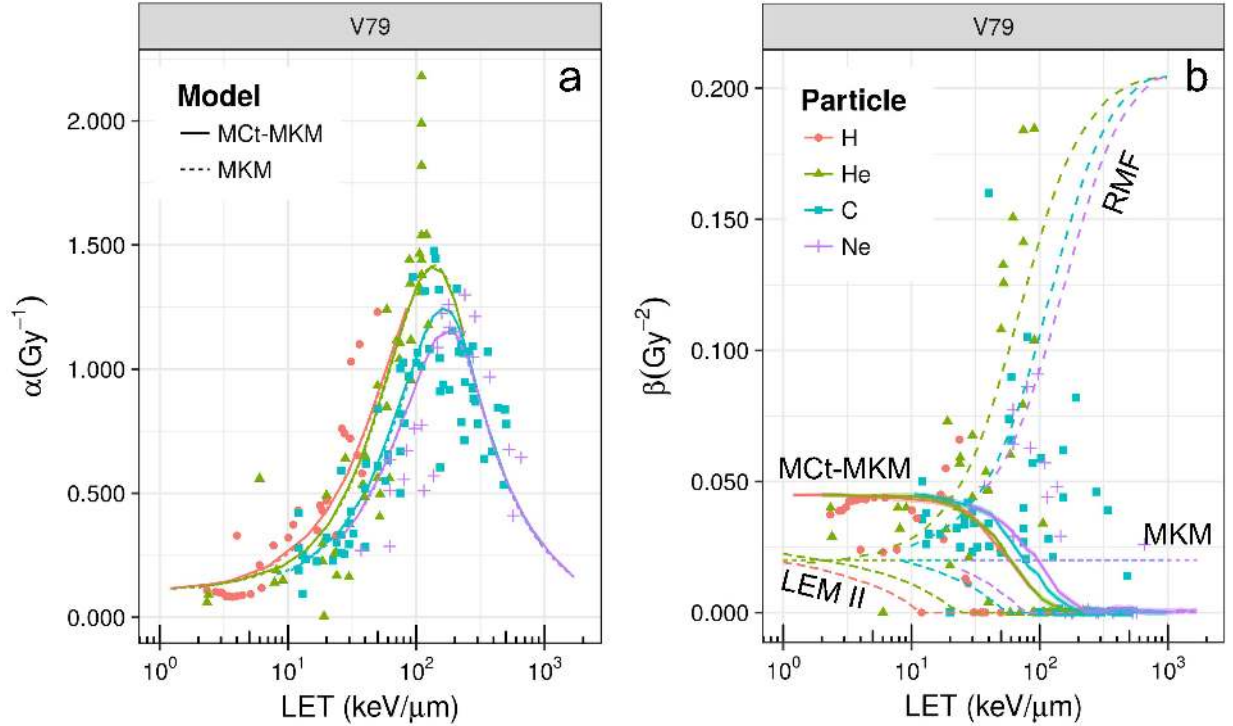 V79
a
Model
MCt-MKM
MKM
2.000
1.500
1.000
0.500
0.000
α(Gy⁻¹)
10⁰ 10¹ 10² 10³
LET (keV/μm)
V79
b
Particle
H
He
C
Ne
RMF
MCt-MKM
MKM
LEM II
0.200
0.150
0.100
0.050
0.000
β(Gy⁻²)
10⁰ 10¹ 10² 10³
LET (keV/μm)